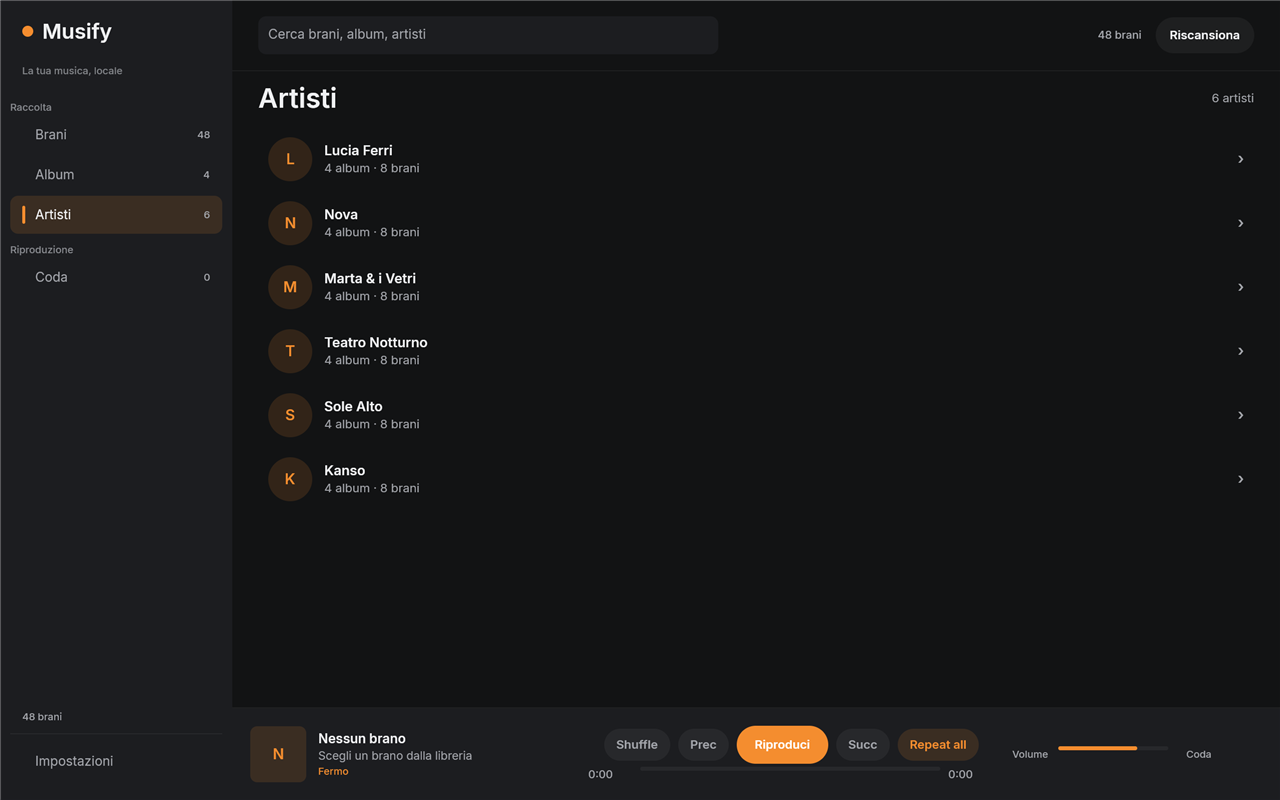 Musify
La tua musica, locale
Raccolta
Brani 48
Album 4
Artisti 6
Riproduzione
Coda 0
48 brani
Impostazioni
Cerca brani, album, artisti
48 brani
Riscansiona
Artisti
6 artisti
L
Lucia Ferri
4 album · 8 brani
›
N
Nova
4 album · 8 brani
›
M
Marta & i Vetri
4 album · 8 brani
›
T
Teatro Notturno
4 album · 8 brani
›
S
Sole Alto
4 album · 8 brani
›
K
Kanso
4 album · 8 brani
›
N
Nessun brano
Scegli un brano dalla libreria
Fermo
Shuffle Prec Riproduci Succ Repeat all
0:00 0:00
Volume Coda